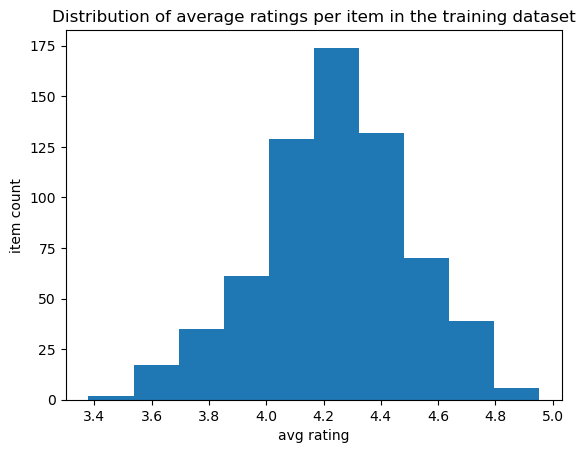 Distribution of average ratings per item in the training dataset
item count
175
150
125
100
75
50
25
0
3.4 3.6 3.8 4.0 4.2 4.4 4.6 4.8 5.0
avg rating